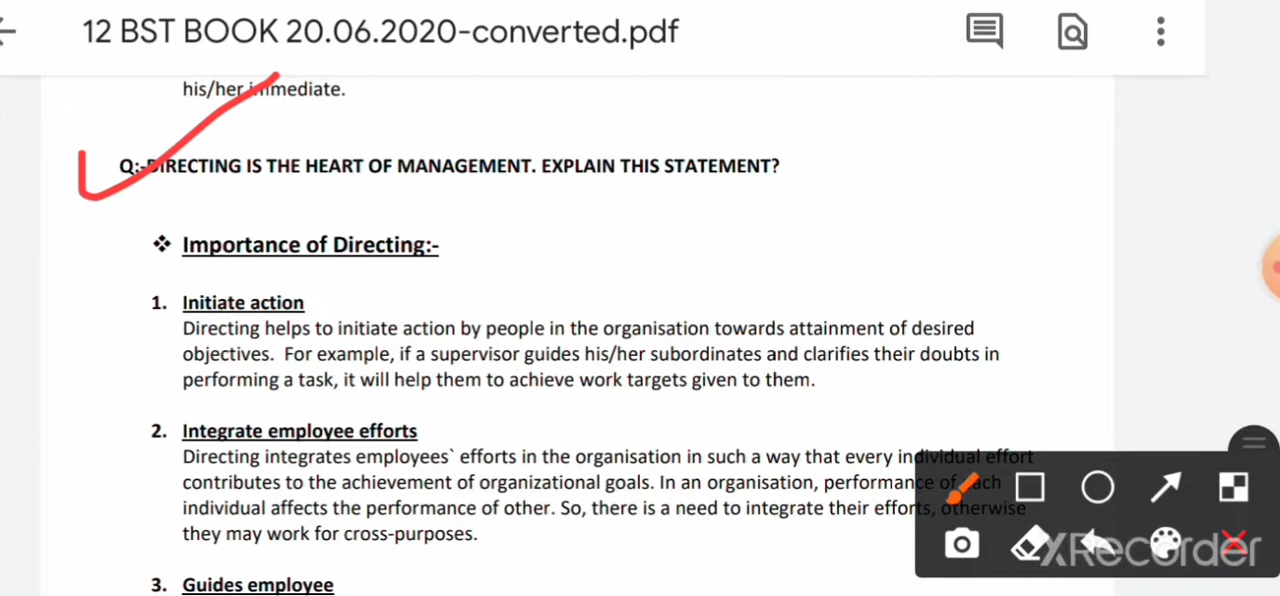 12 BST BOOK 20.06.2020-converted.pdf
his/her immediate.
Q:-DIRECTING IS THE HEART OF MANAGEMENT. EXPLAIN THIS STATEMENT?
❖ Importance of Directing:-
1. Initiate action
Directing helps to initiate action by people in the organisation towards attainment of desired
objectives. For example, if a supervisor guides his/her subordinates and clarifies their doubts in
performing a task, it will help them to achieve work targets given to them.
2. Integrate employee efforts
Directing integrates employees` efforts in the organisation in such a way that every individual effort
contributes to the achievement of organizational goals. In an organisation, performance of each
individual affects the performance of other. So, there is a need to integrate their efforts, otherwise
they may work for cross-purposes.
3. Guides employee
XRecorder